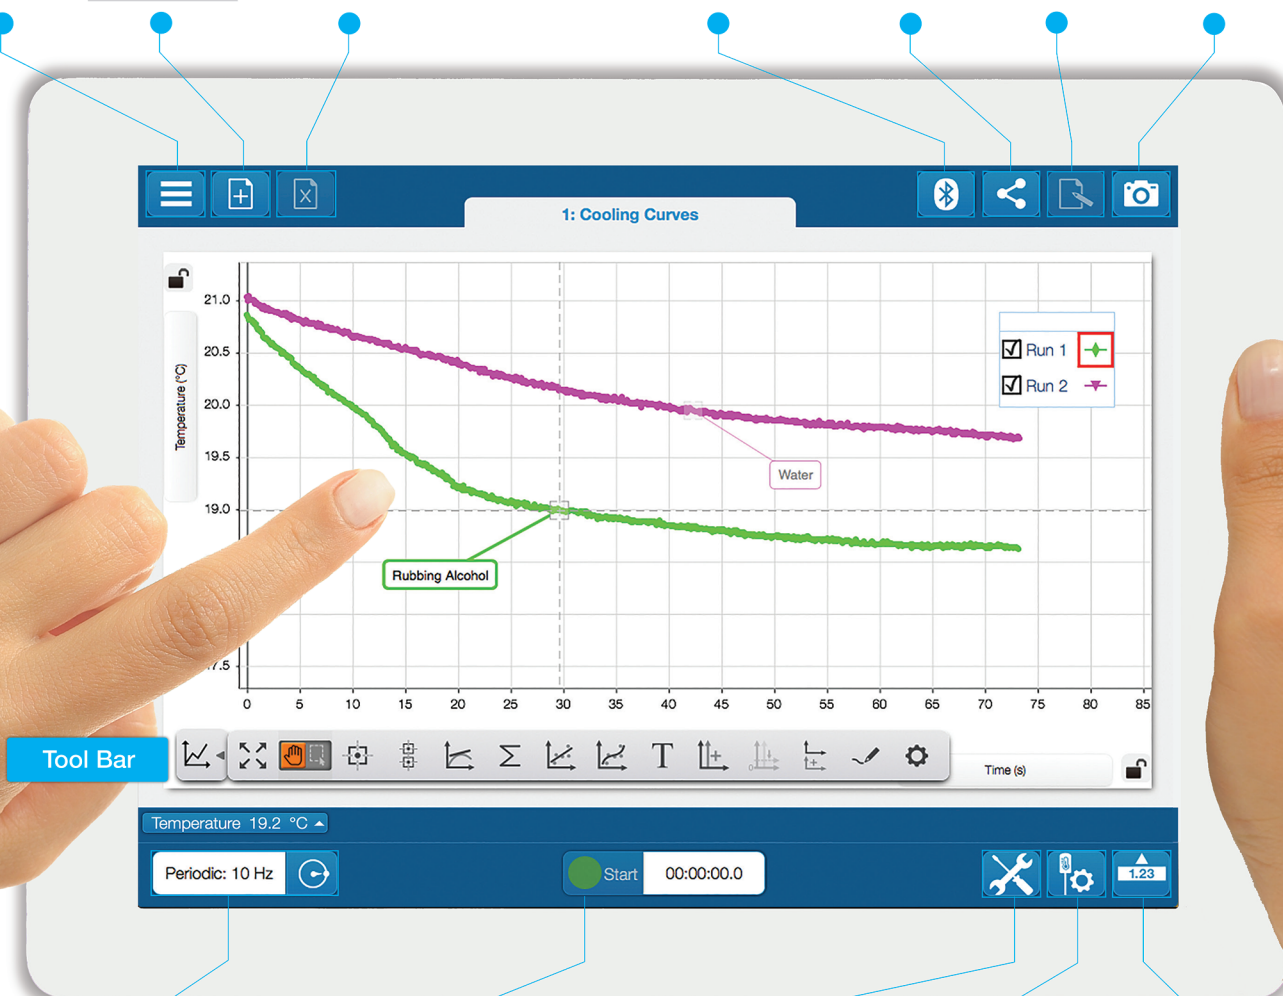 1: Cooling Curves
21.0
20.5
20.0
19.5
19.0
7.5
Temperature (°C)
Run 1
Run 2
Water
Rubbing Alcohol
0 5 10 15 20 25 30 35 40 45 50 55 60 65 70 75 80 85
Tool Bar
Σ T
Time (s)
Temperature 19.2 °C
Periodic: 10 Hz
Start
00:00:00.0
1.23